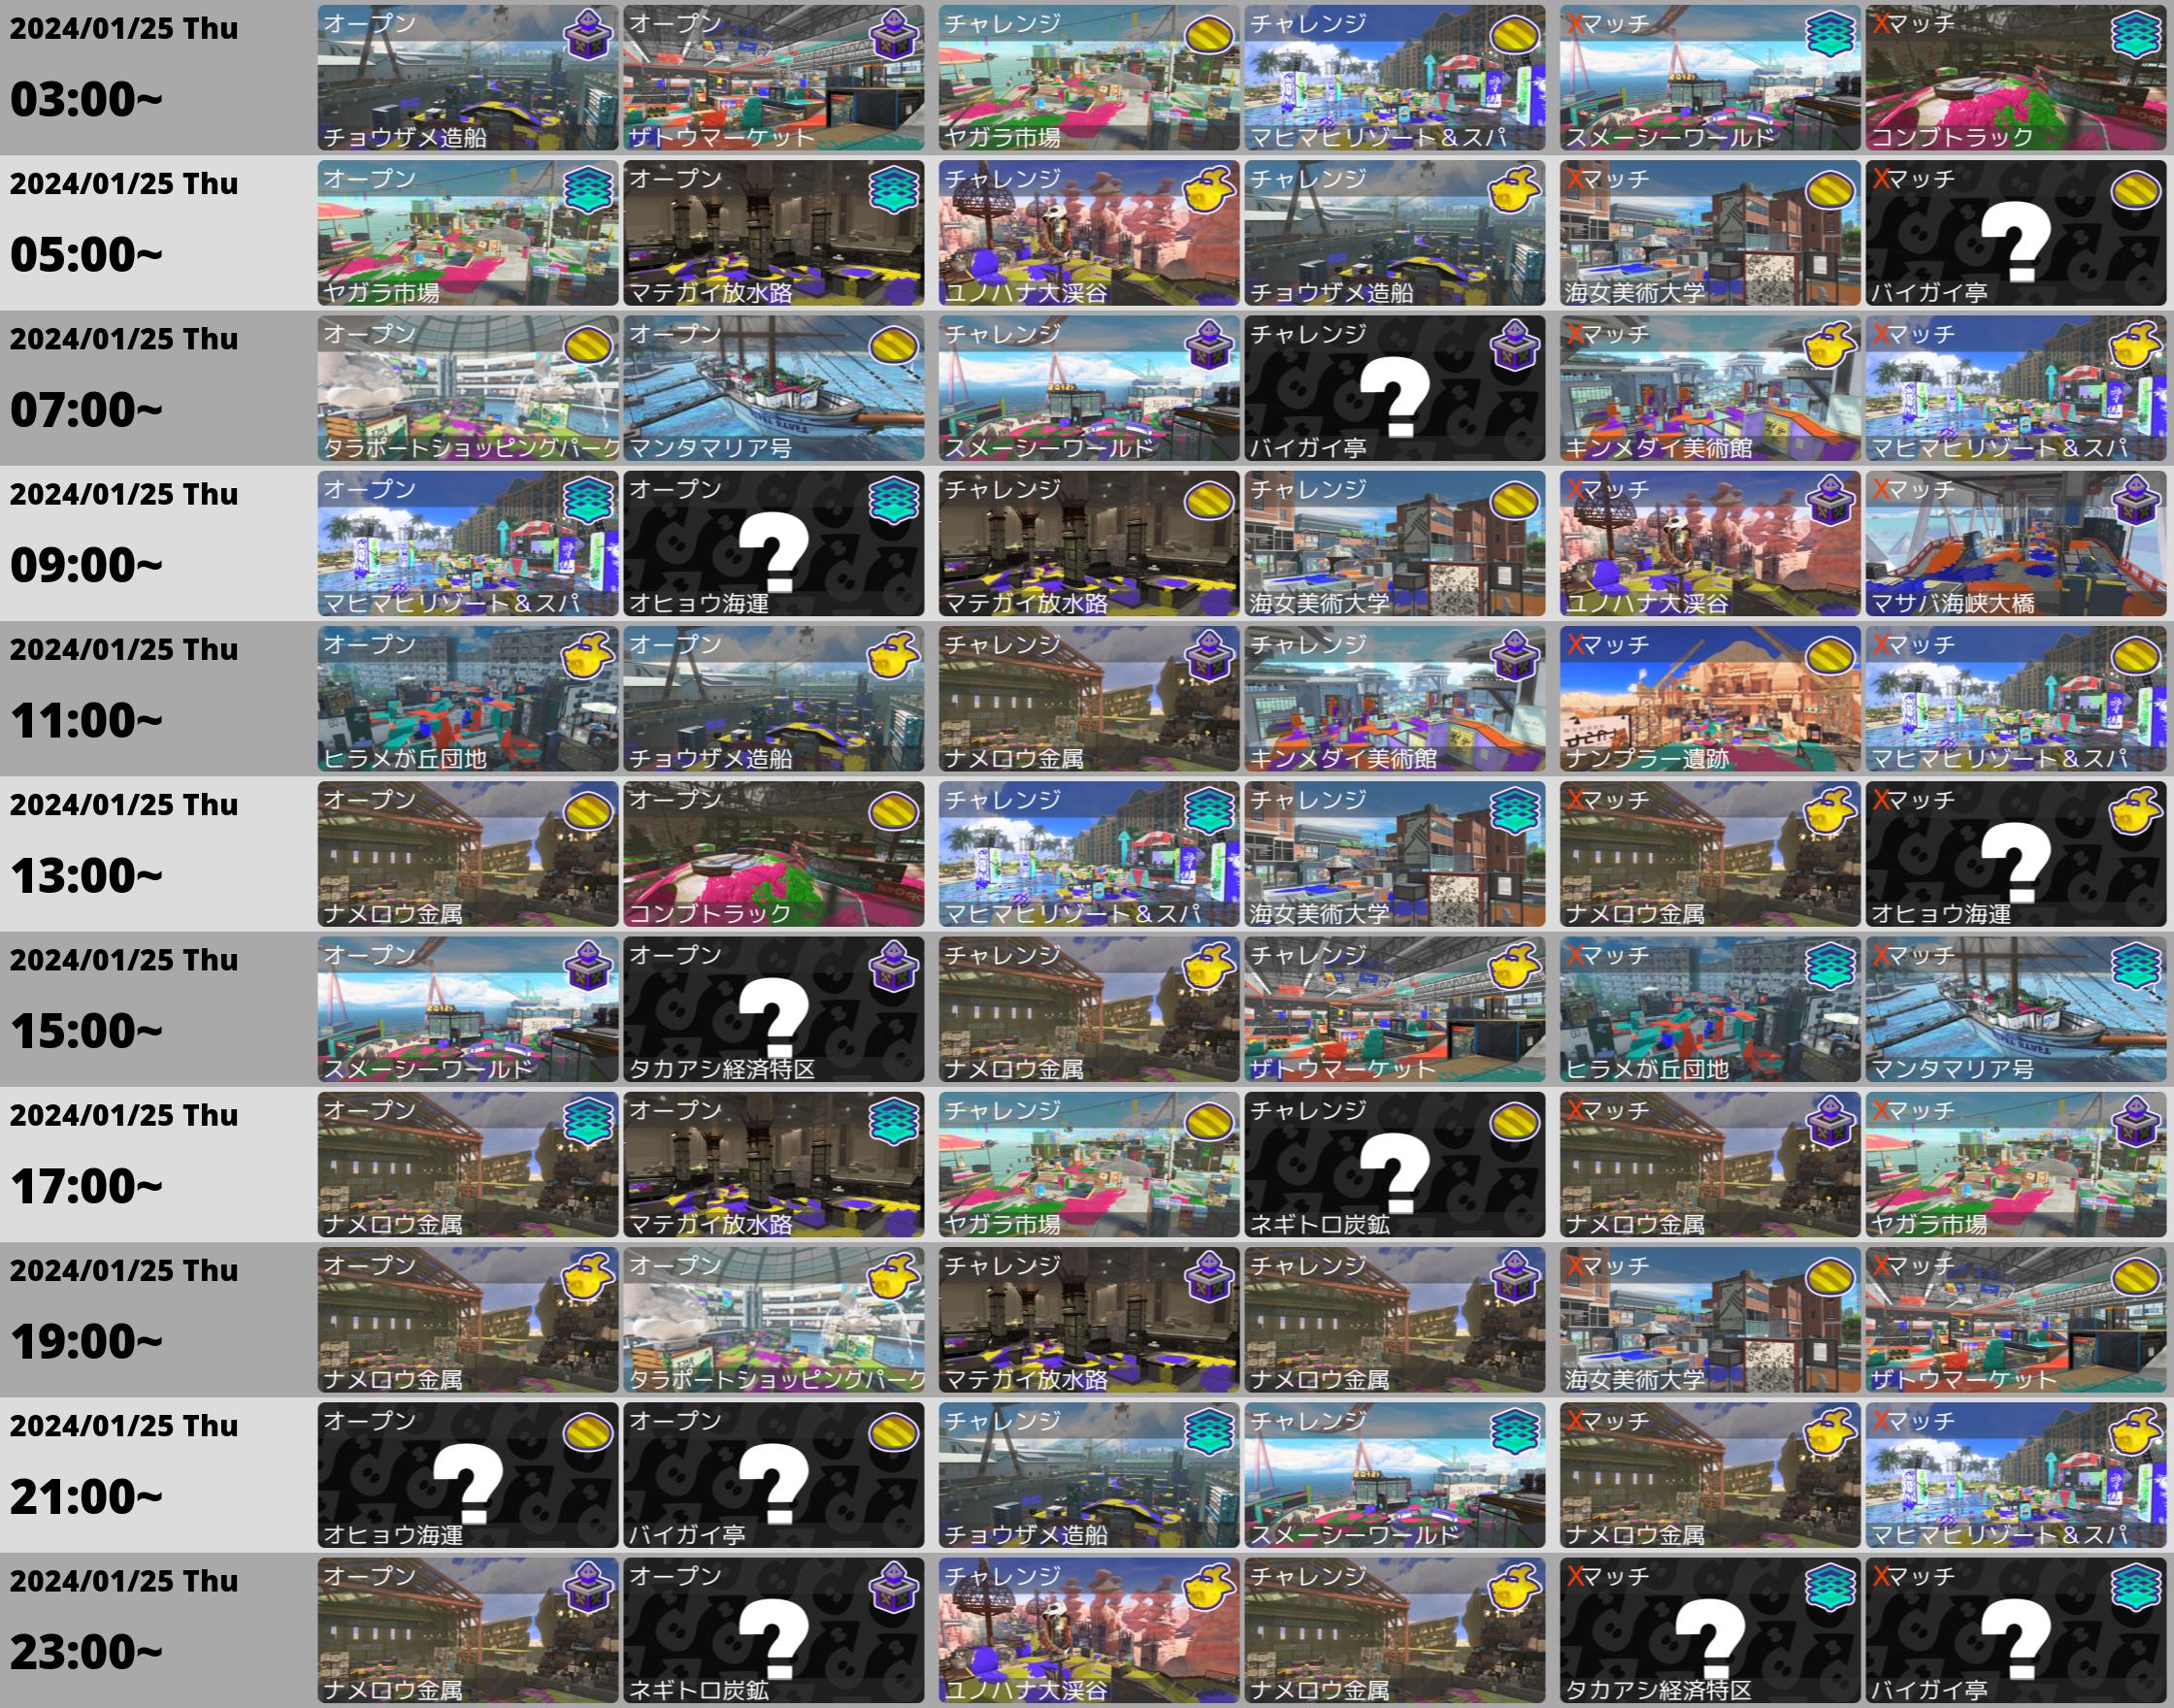 2024/01/25 Thu
03:00~
オープン
チョウザメ造船
オープン
ザトウマーケット
チャレンジ
ヤガラ市場
チャレンジ
マヒマヒリゾート＆スパ
Xマッチ
スメーシーワールド
Xマッチ
コンブトラック
2024/01/25 Thu
05:00~
オープン
ヤガラ市場
オープン
マテガイ放水路
チャレンジ
ユノハナ大渓谷
チャレンジ
チョウザメ造船
Xマッチ
海女美術大学
Xマッチ
バイガイ亭
2024/01/25 Thu
07:00~
オープン
タラポートショッピングパーク
オープン
マンタマリア号
チャレンジ
スメーシーワールド
チャレンジ
バイガイ亭
Xマッチ
キンメダイ美術館
Xマッチ
マヒマヒリゾート＆スパ
2024/01/25 Thu
09:00~
オープン
マヒマヒリゾート＆スパ
オープン
オヒョウ海運
チャレンジ
マテガイ放水路
チャレンジ
海女美術大学
Xマッチ
ユノハナ大渓谷
Xマッチ
マサバ海峡大橋
2024/01/25 Thu
11:00~
オープン
ヒラメが丘団地
オープン
チョウザメ造船
チャレンジ
ナメロウ金属
チャレンジ
キンメダイ美術館
Xマッチ
ナンプラー遺跡
Xマッチ
マヒマヒリゾート＆スパ
2024/01/25 Thu
13:00~
オープン
ナメロウ金属
オープン
コンブトラック
チャレンジ
マヒマヒリゾート＆スパ
チャレンジ
海女美術大学
Xマッチ
ナメロウ金属
Xマッチ
オヒョウ海運
2024/01/25 Thu
15:00~
オープン
スメーシーワールド
オープン
タカアシ経済特区
チャレンジ
ナメロウ金属
チャレンジ
ザトウマーケット
Xマッチ
ヒラメが丘団地
Xマッチ
マンタマリア号
2024/01/25 Thu
17:00~
オープン
ナメロウ金属
オープン
マテガイ放水路
チャレンジ
ヤガラ市場
チャレンジ
ネギトロ炭鉱
Xマッチ
ナメロウ金属
Xマッチ
ヤガラ市場
2024/01/25 Thu
19:00~
オープン
ナメロウ金属
オープン
タラポートショッピングパーク
チャレンジ
マテガイ放水路
チャレンジ
ナメロウ金属
Xマッチ
海女美術大学
Xマッチ
ザトウマーケット
2024/01/25 Thu
21:00~
オープン
オヒョウ海運
オープン
バイガイ亭
チャレンジ
チョウザメ造船
チャレンジ
スメーシーワールド
Xマッチ
ナメロウ金属
Xマッチ
マヒマヒリゾート＆スパ
2024/01/25 Thu
23:00~
オープン
ナメロウ金属
オープン
ネギトロ炭鉱
チャレンジ
ユノハナ大渓谷
チャレンジ
ナメロウ金属
Xマッチ
タカアシ経済特区
Xマッチ
バイガイ亭